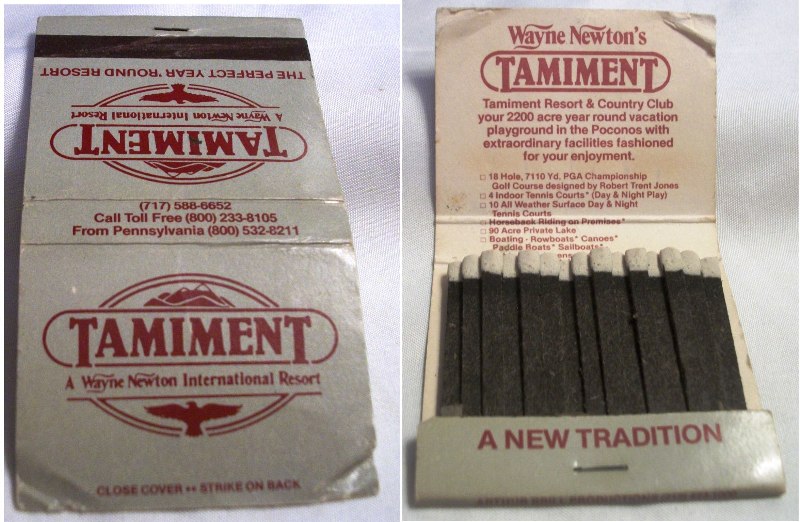 THE PERFECT YEAR 'ROUND RESORT
A Wayne Newton International Resort
TAMIMENT
(717) 588-6652
Call Toll Free (800) 233-8105
From Pennsylvania (800) 532-8211
TAMIMENT
A Wayne Newton International Resort
CLOSE COVER •• STRIKE ON BACK
Wayne Newton's
TAMIMENT
Tamiment Resort & Country Club
your 2200 acre year round vacation
playground in the Poconos with
extraordinary facilities fashioned
for your enjoyment.
□ 18 Hole, 7110 Yd. PGA Championship
Golf Course designed by Robert Trent Jones
□ 4 Indoor Tennis Courts* (Day & Night Play)
□ 10 All Weather Surface Day & Night
Tennis Courts
□ Horseback Riding on Premises*
□ 90 Acre Private Lake
□ Boating - Rowboats* Canoes*
Paddle Boats* Sailboats*
A NEW TRADITION